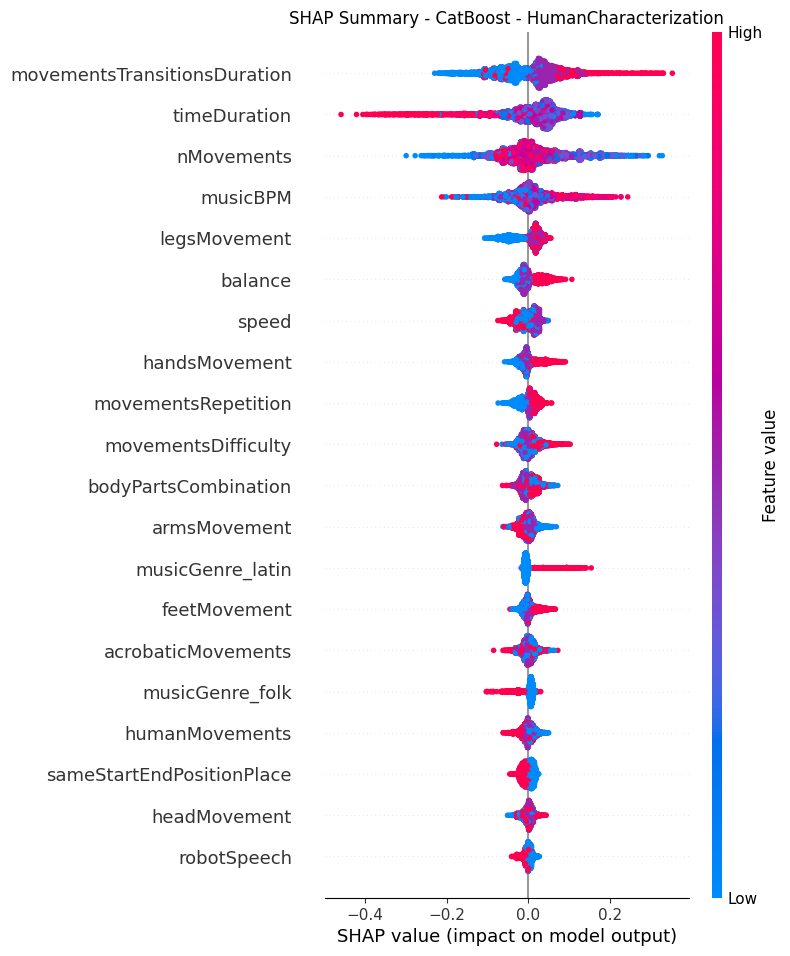 SHAP Summary - CatBoost - HumanCharacterization
High
movementsTransitionsDuration
timeDuration
nMovements
musicBPM
legsMovement
balance
speed
handsMovement
movementsRepetition
movementsDifficulty
bodyPartsCombination
armsMovement
musicGenre_latin
feetMovement
acrobaticMovements
musicGenre_folk
humanMovements
sameStartEndPositionPlace
headMovement
robotSpeech
Feature value
Low
−0.4 −0.2 0.0 0.2
SHAP value (impact on model output)